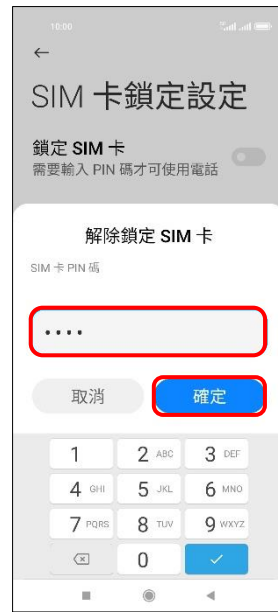 10:00
SIM 卡鎖定設定
鎖定 SIM 卡
需要輸入 PIN 碼才可使用電話
解除鎖定 SIM 卡
SIM 卡 PIN 碼
••••
取消 確定
1 2 ABC 3 DEF
4 GHI 5 JKL 6 MNO
7 PQRS 8 TUV 9 WXYZ
0